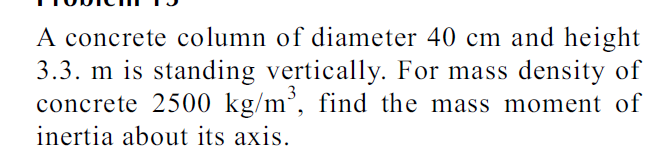 A concrete column of diameter 40 cm and height
3.3. m is standing vertically. For mass density of
concrete 2500 kg/m³, find the mass moment of
inertia about its axis.